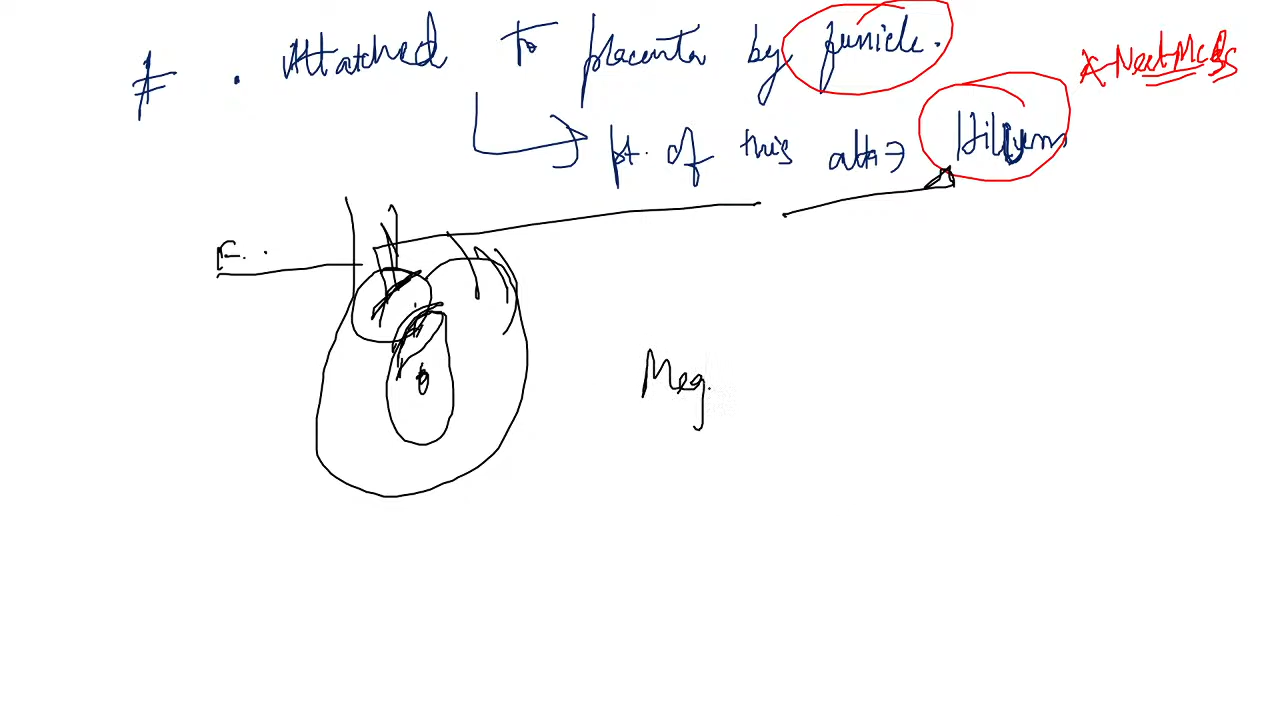 # . Attached to placenta by funicle.
* Neet MCQs
pt. of this att^n → Hilum
F..
Meg.